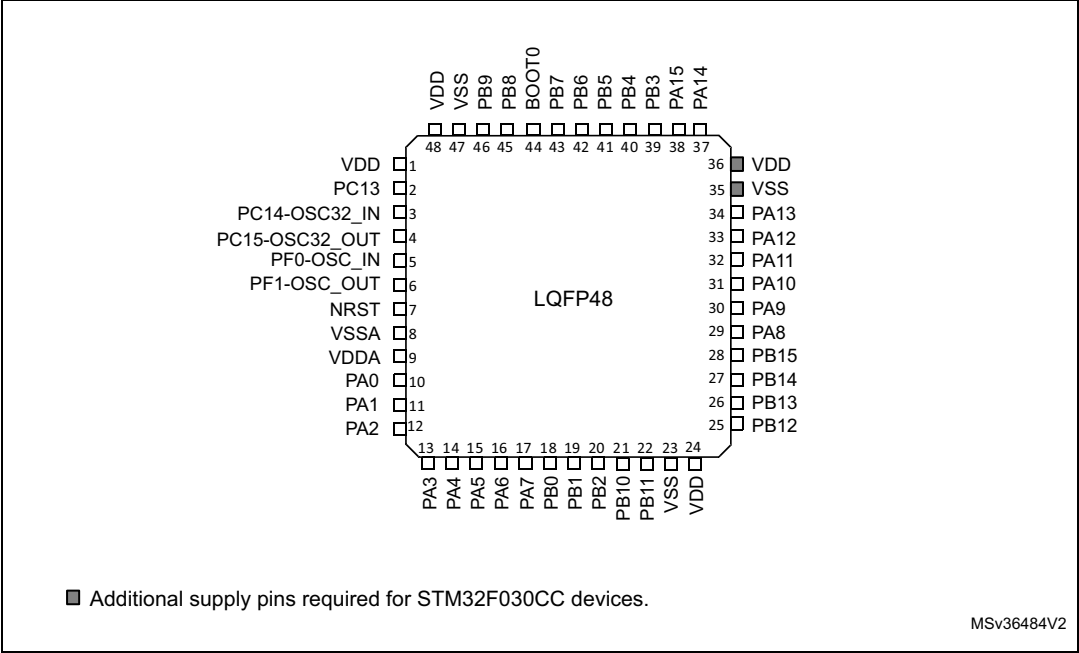 VDD
VSS
PB9
PB8
BOOT0
PB7
PB6
PB5
PB4
PB3
PA15
PA14
48 47 46 45 44 43 42 41 40 39 38 37
VDD 1
PC13 2
PC14-OSC32_IN 3
PC15-OSC32_OUT 4
PF0-OSC_IN 5
PF1-OSC_OUT 6
NRST 7
VSSA 8
VDDA 9
PA0 10
PA1 11
PA2 12
LQFP48
36 VDD
35 VSS
34 PA13
33 PA12
32 PA11
31 PA10
30 PA9
29 PA8
28 PB15
27 PB14
26 PB13
25 PB12
13 14 15 16 17 18 19 20 21 22 23 24
PA3
PA4
PA5
PA6
PA7
PB0
PB1
PB2
PB10
PB11
VSS
VDD
Additional supply pins required for STM32F030CC devices.
MSv36484V2